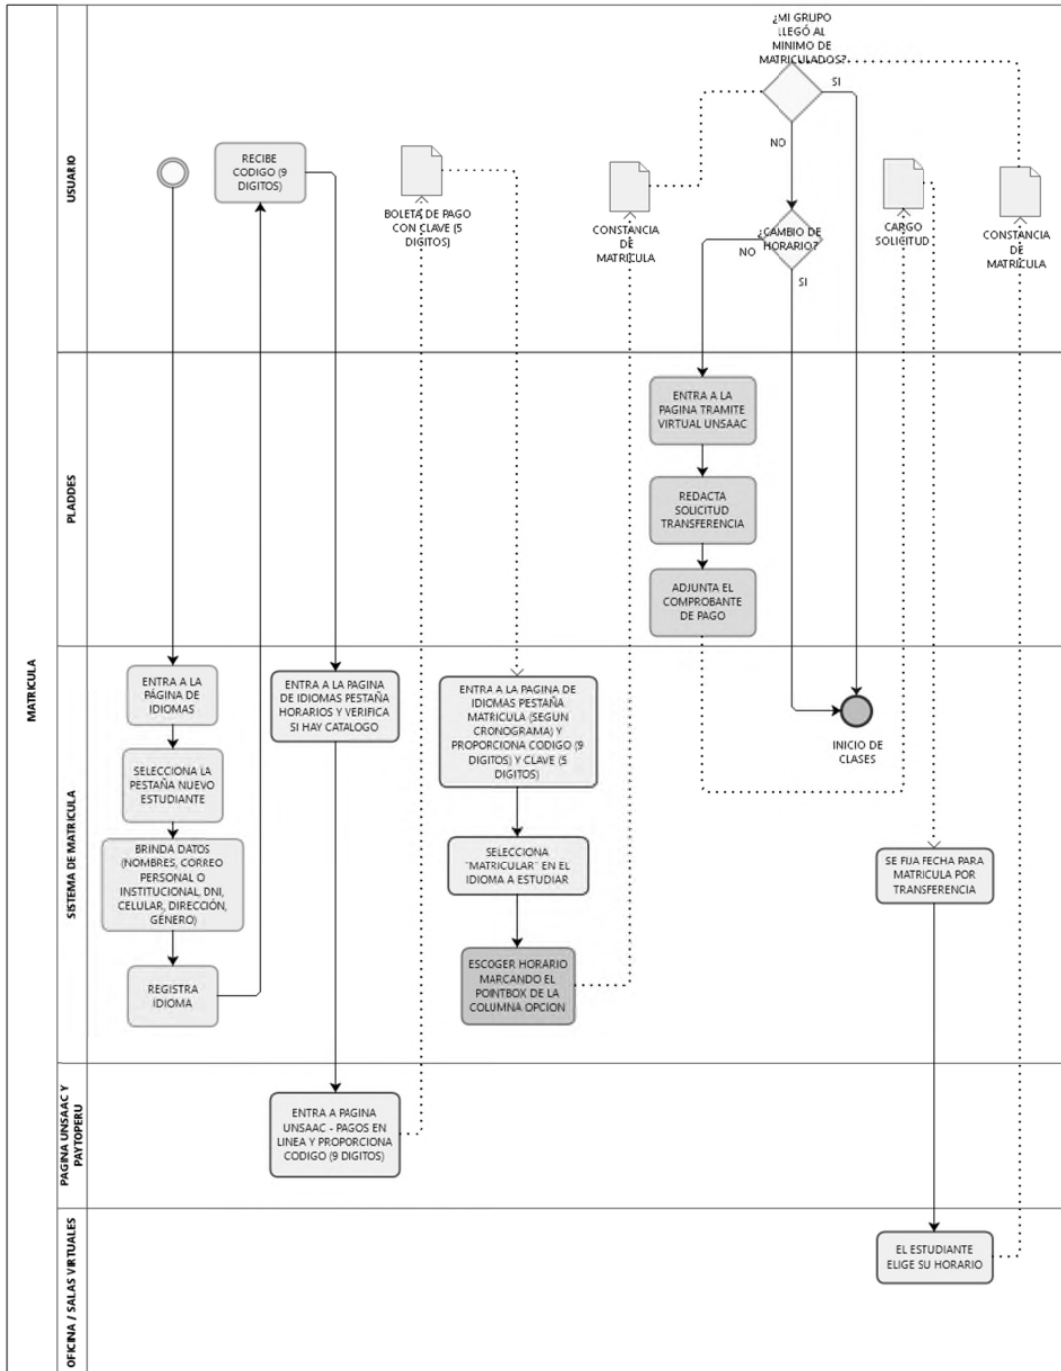 MATRICULA
USUARIO
RECIBE
CODIGO (9
DIGITOS)
BOLETA DE PAGO
CON CLAVE (5
DIGITOS)
CONSTANCIA
DE
MATRICULA
¿MI GRUPO
LLEGÓ AL
MINIMO DE
MATRICULADOS?
SI
NO
¿CAMBIO DE
HORARIO?
NO
SI
CARGO
SOLICITUD
CONSTANCIA
DE
MATRICULA
PLADDES
ENTRA A LA
PAGINA TRAMITE
VIRTUAL UNSAAC
REDACTA
SOLICITUD
TRANSFERENCIA
ADJUNTA EL
COMPROBANTE
DE PAGO
SISTEMA DE MATRICULA
ENTRA A LA
PÁGINA DE
IDIOMAS
SELECCIONA LA
PESTAÑA NUEVO
ESTUDIANTE
BRINDA DATOS
(NOMBRES, CORREO
PERSONAL O
INSTITUCIONAL, DNI,
CELULAR, DIRECCIÓN,
GÉNERO)
REGISTRA
IDIOMA
ENTRA A LA PAGINA
DE IDIOMAS PESTAÑA
HORARIOS Y VERIFICA
SI HAY CATALOGO
ENTRA A LA PAGINA DE
IDIOMAS PESTAÑA
MATRICULA (SEGUN
CRONOGRAMA) Y
PROPORCIONA CODIGO (9
DIGITOS) Y CLAVE (5
DIGITOS)
SELECCIONA
"MATRICULAR" EN EL
IDIOMA A ESTUDIAR
ESCOGER HORARIO
MARCANDO EL
POINTBOX DE LA
COLUMNA OPCION
INICIO DE
CLASES
SE FIJA FECHA PARA
MATRICULA POR
TRANSFERENCIA
PAGINA UNSAAC Y
PAYTOPERU
ENTRA A PAGINA
UNSAAC - PAGOS EN
LINEA Y PROPORCIONA
CODIGO (9 DIGITOS)
OFICINA / SALAS VIRTUALES
EL ESTUDIANTE
ELIGE SU HORARIO